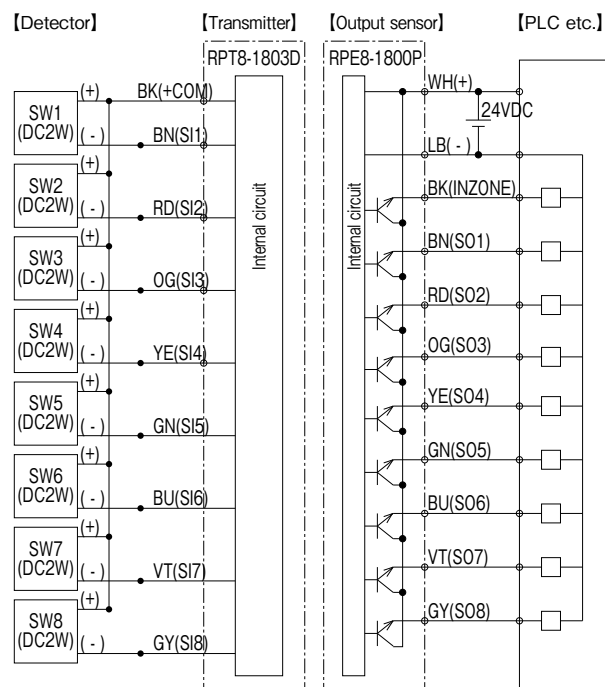 【Detector】 【Transmitter】 【Output sensor】 【PLC etc.】
RPT8-1803D RPE8-1800P
SW1 (DC2W) (+) BK(+COM)
(-) BN(SI1)
SW2 (DC2W) (+)
(-) RD(SI2)
SW3 (DC2W) (+)
(-) OG(SI3)
SW4 (DC2W) (+)
(-) YE(SI4)
SW5 (DC2W) (+)
(-) GN(SI5)
SW6 (DC2W) (+)
(-) BU(SI6)
SW7 (DC2W) (+)
(-) VT(SI7)
SW8 (DC2W) (+)
(-) GY(SI8)
Internal circuit
Internal circuit
WH(+)
24VDC
LB(-)
BK(INZONE)
BN(SO1)
RD(SO2)
OG(SO3)
YE(SO4)
GN(SO5)
BU(SO6)
VT(SO7)
GY(SO8)